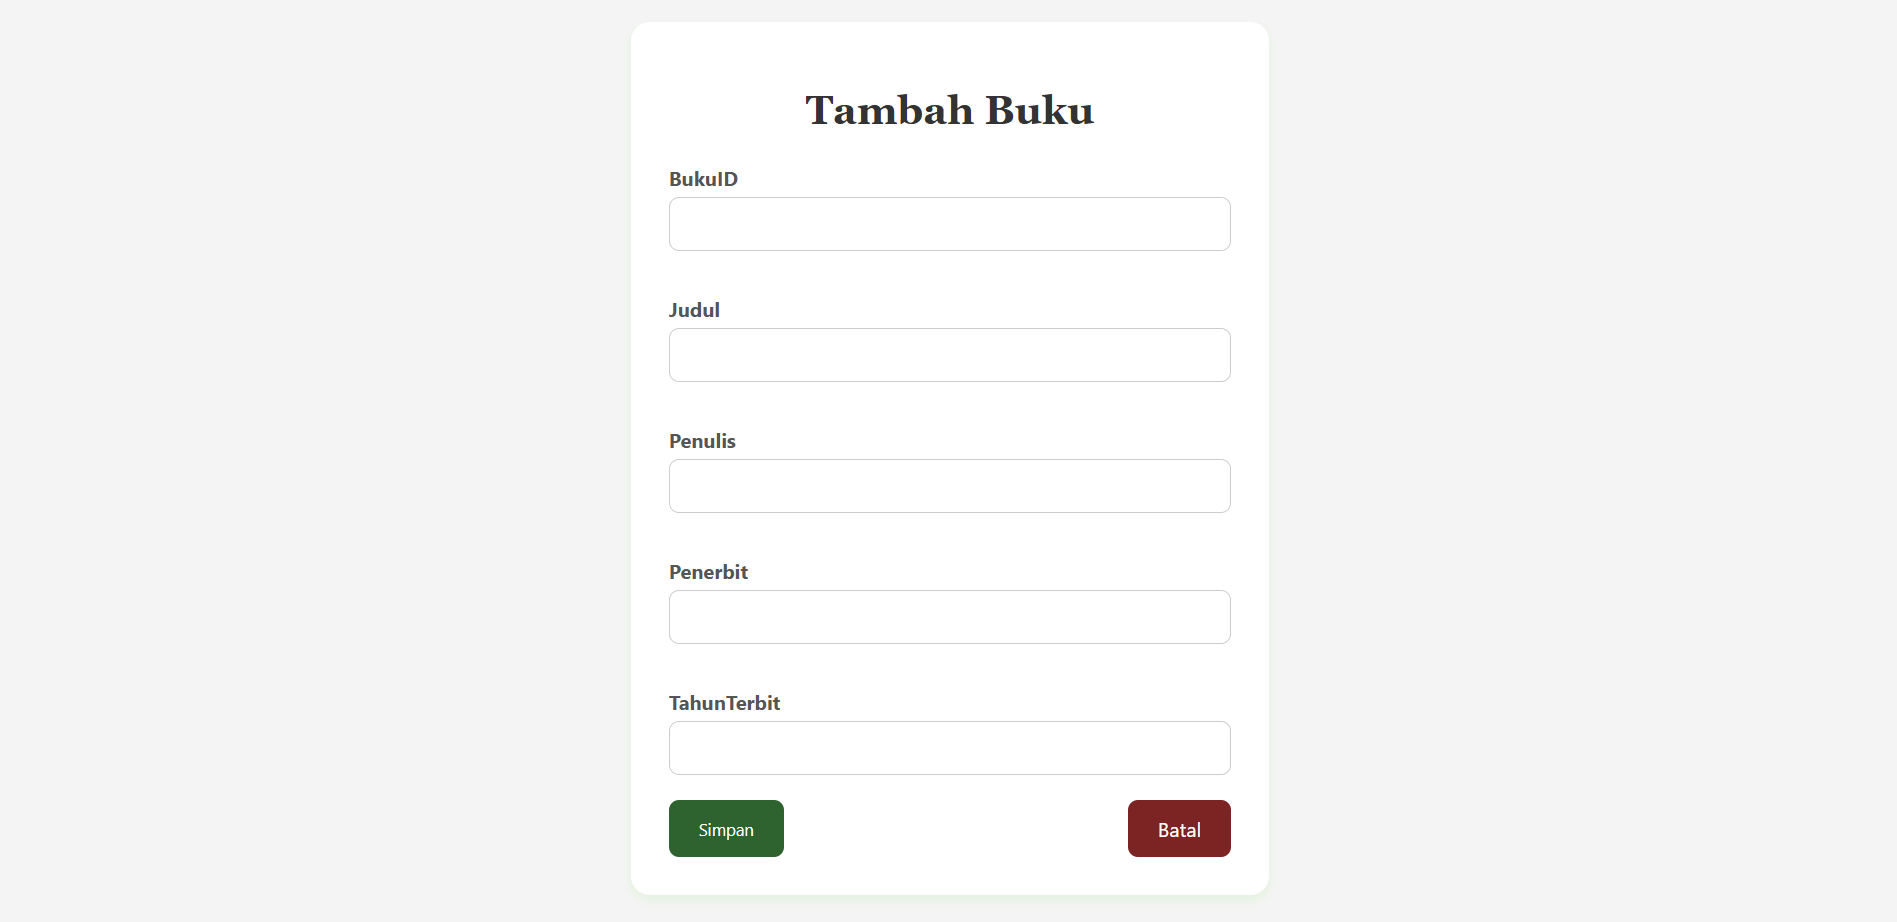 Tambah Buku
BukuID
Judul
Penulis
Penerbit
TahunTerbit
Simpan
Batal